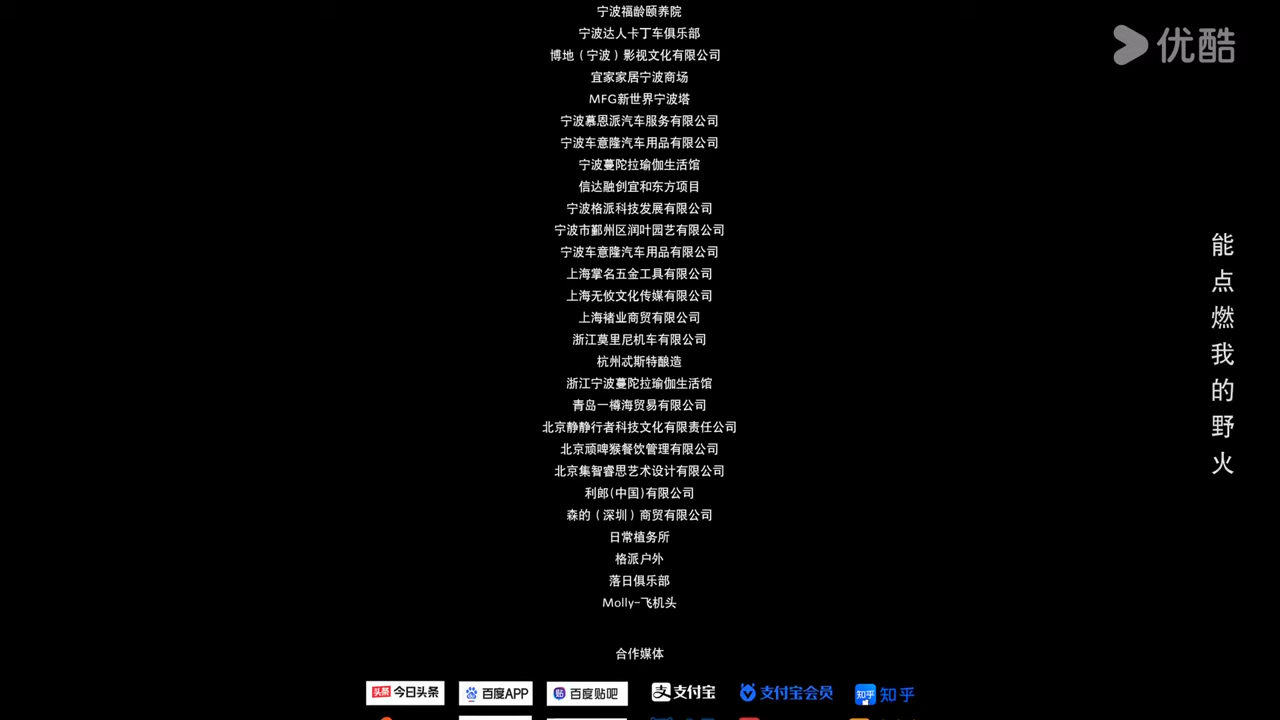 宁波福龄颐养院
宁波达人卡丁车俱乐部
博地（宁波）影视文化有限公司
宜家家居宁波商场
MFG新世界宁波塔
宁波慕恩派汽车服务有限公司
宁波车意隆汽车用品有限公司
宁波蔓陀拉瑜伽生活馆
信达融创宜和东方项目
宁波格派科技发展有限公司
宁波市鄞州区润叶园艺有限公司
宁波车意隆汽车用品有限公司
上海掌名五金工具有限公司
上海无攸文化传媒有限公司
上海褚业商贸有限公司
浙江莫里尼机车有限公司
杭州忒斯特酿造
浙江宁波蔓陀拉瑜伽生活馆
青岛一樽海贸易有限公司
北京静静行者科技文化有限责任公司
北京顽啤猴餐饮管理有限公司
北京集智睿思艺术设计有限公司
利郎(中国)有限公司
森的（深圳）商贸有限公司
日常植务所
格派户外
落日俱乐部
Molly-飞机头
合作媒体
头条 今日头条 百度APP 贴 百度贴吧 支付宝 支付宝会员 知乎 知乎
优酷
能点燃我的野火